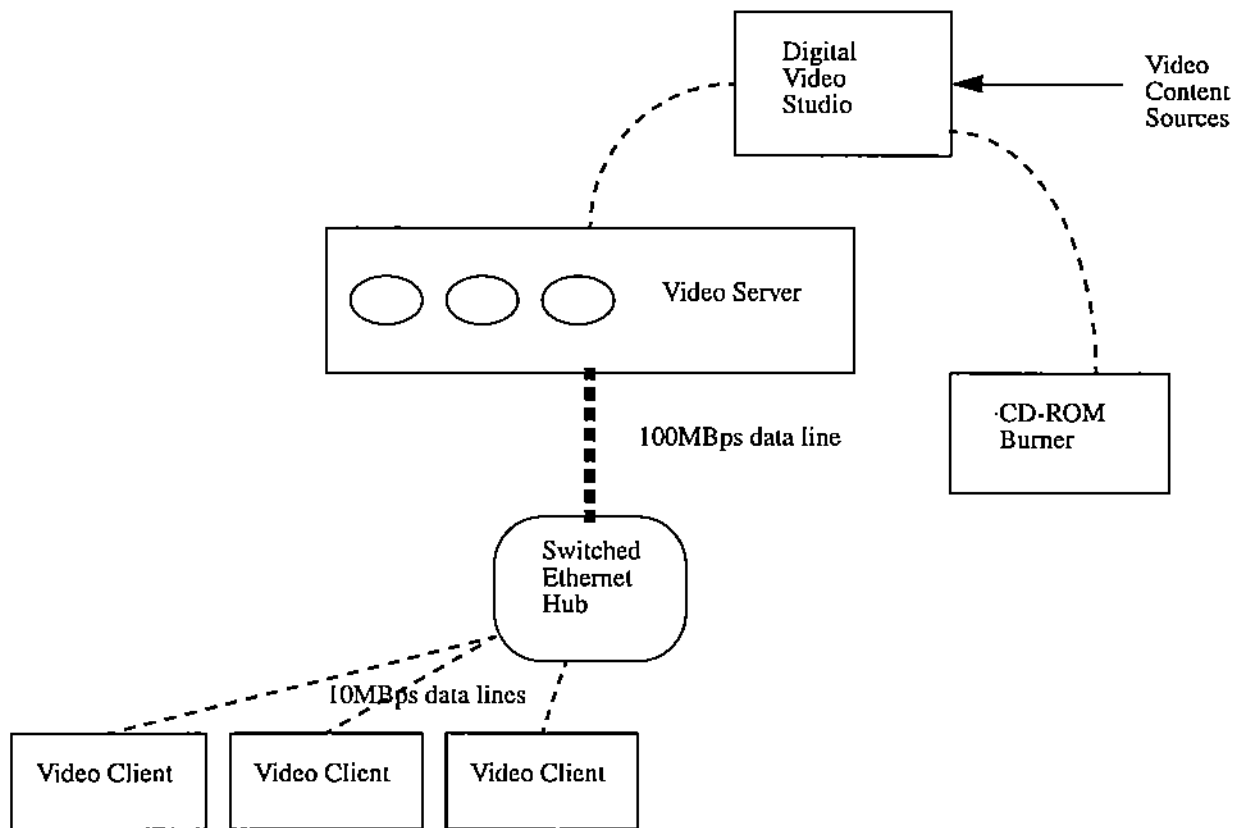 Digital
Video
Studio
Video
Content
Sources
Video Server
CD-ROM
Burner
100MBps data line
Switched
Ethernet
Hub
10MBps data lines
Video Client
Video Client
Video Client